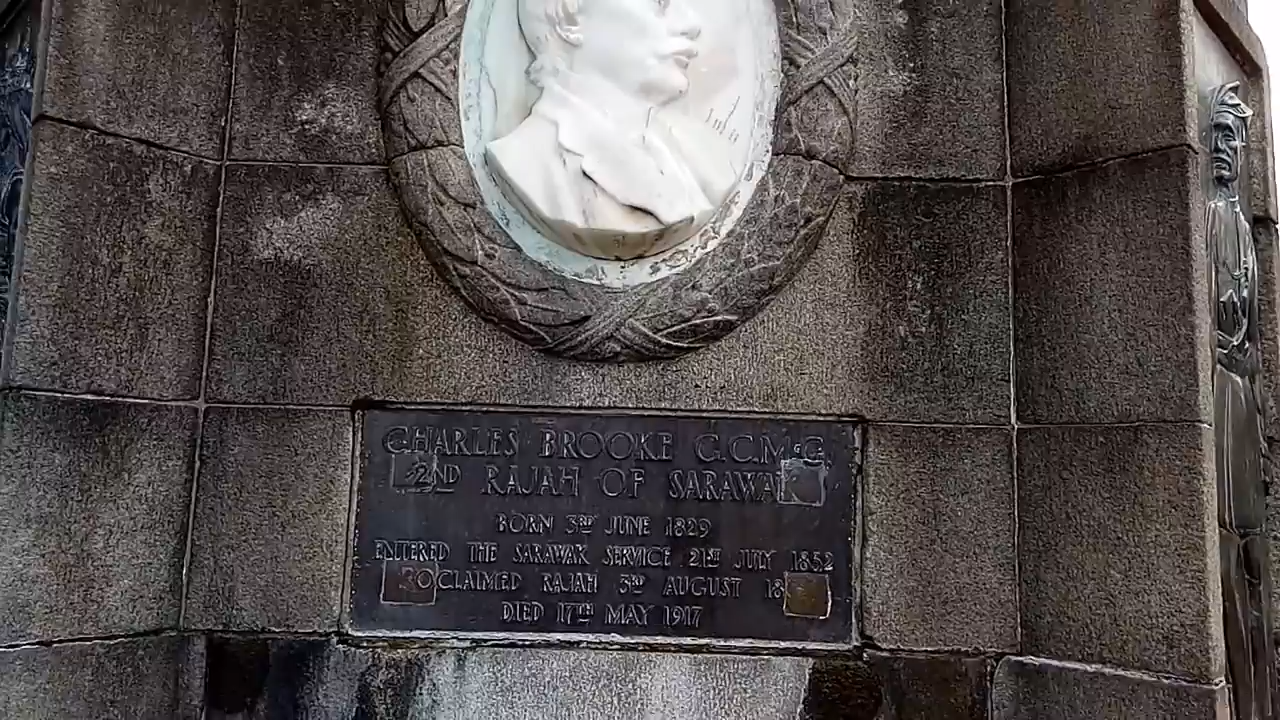 CHARLES BROOKE G.C.M.G.
2ND RAJAH OF SARAWAK
BORN 3RD JUNE 1829
ENTERED THE SARAWAK SERVICE 21ST JULY 1852
PROCLAIMED RAJAH 3RD AUGUST 18
DIED 17TH MAY 1917